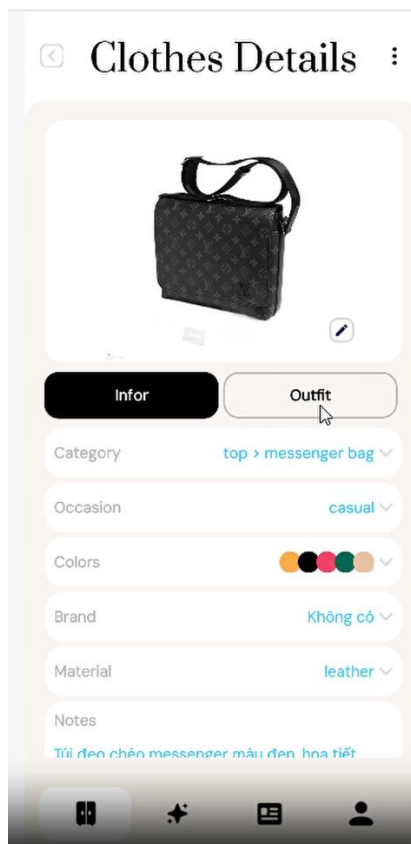 Clothes Details
Infor
Outfit
Category
top > messenger bag
Occasion
casual
Colors
Brand
Không có
Material
leather
Notes
Túi đeo chéo messenger màu đen, hoa tiết